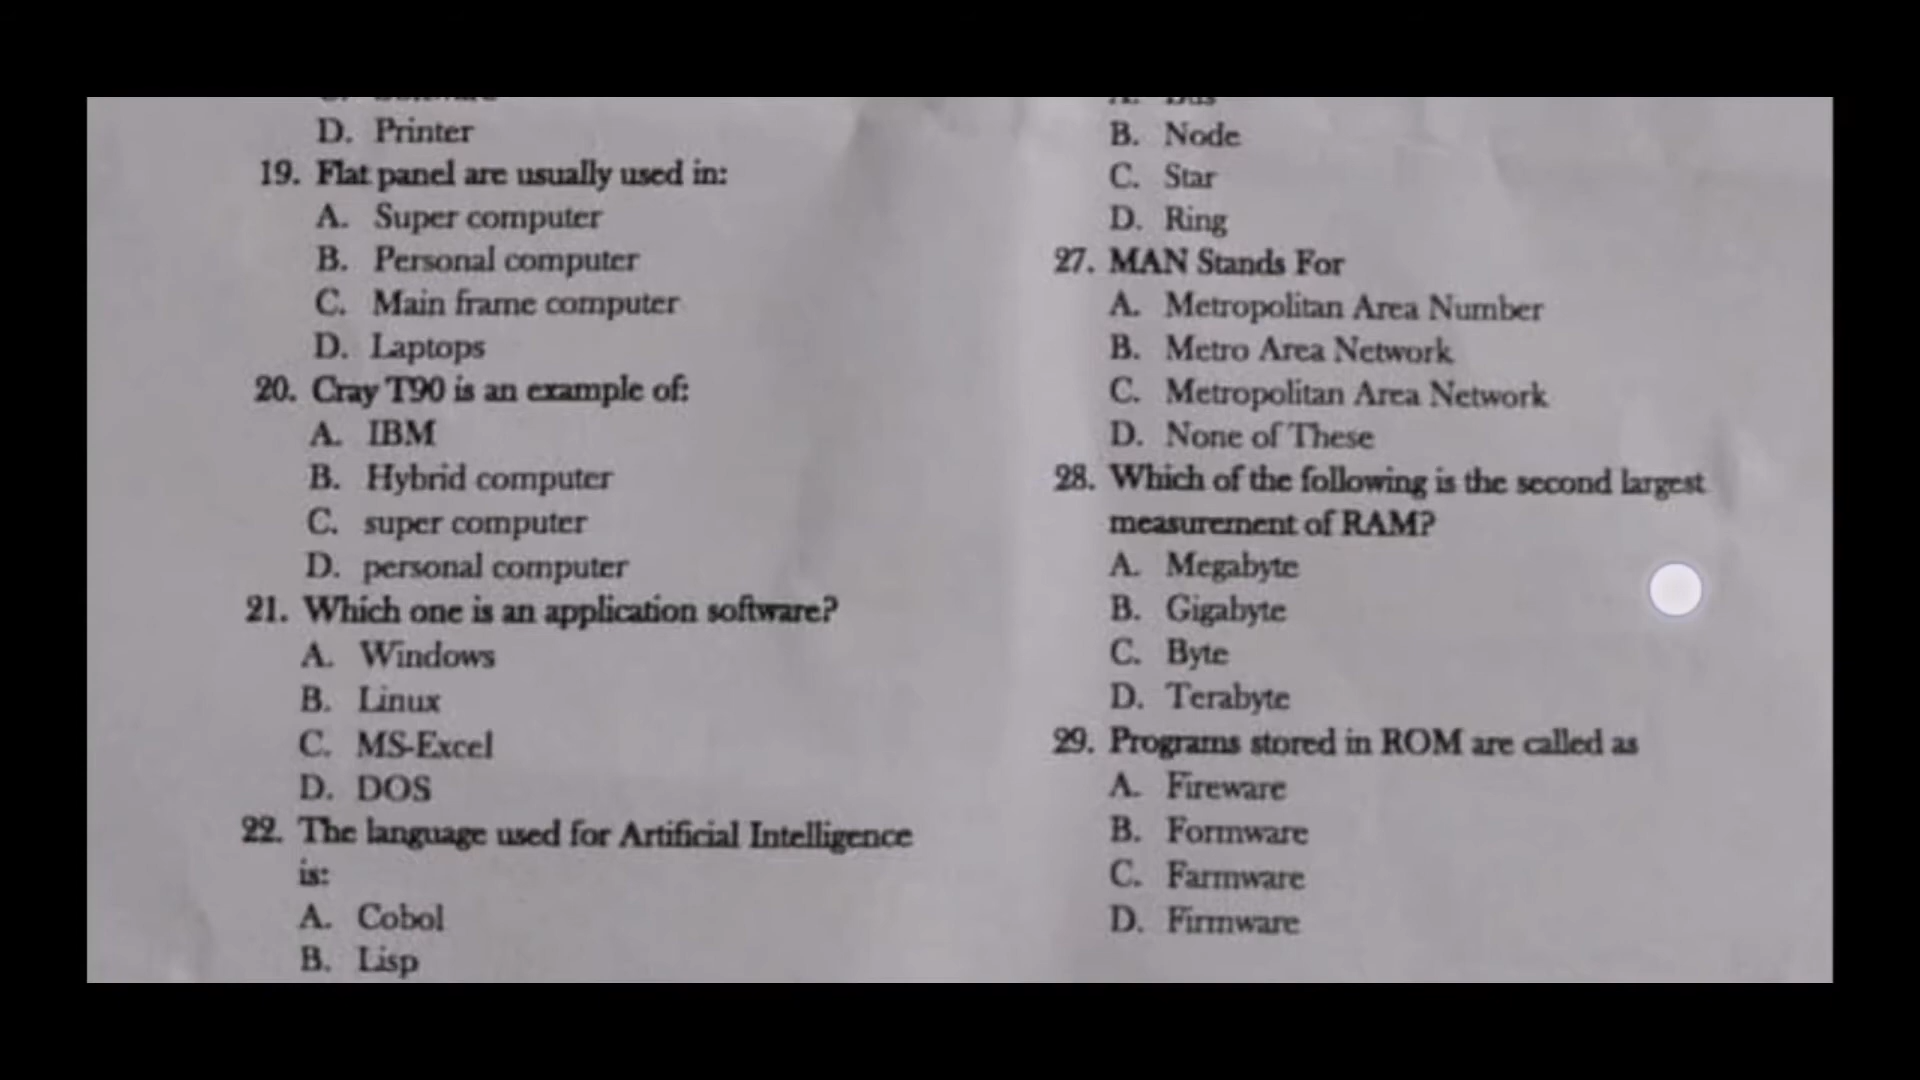 D. Printer
19. Flat panel are usually used in:
A. Super computer
B. Personal computer
C. Main frame computer
D. Laptops
20. Cray T90 is an example of:
A. IBM
B. Hybrid computer
C. super computer
D. personal computer
21. Which one is an application software?
A. Windows
B. Linux
C. MS-Excel
D. DOS
22. The language used for Artificial Intelligence
is:
A. Cobol
B. Lisp
B. Node
C. Star
D. Ring
27. MAN Stands For
A. Metropolitan Area Number
B. Metro Area Network
C. Metropolitan Area Network
D. None of These
28. Which of the following is the second largest
measurement of RAM?
A. Megabyte
B. Gigabyte
C. Byte
D. Terabyte
29. Programs stored in ROM are called as
A. Fireware
B. Formware
C. Farmware
D. Firmware